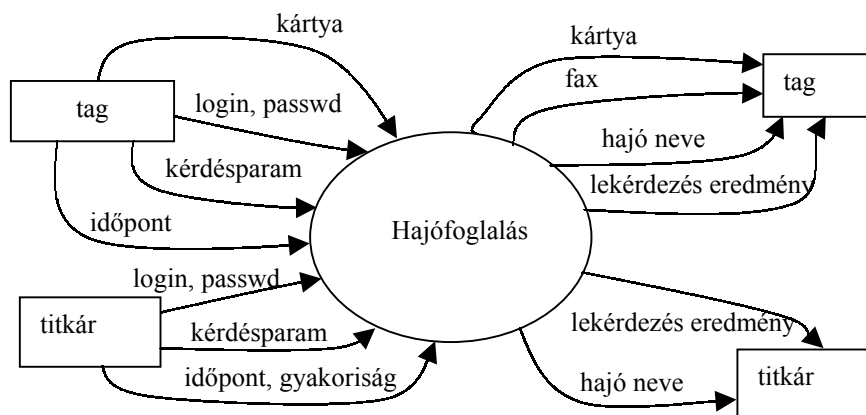 kártya
tag
login, passwd
kérdésparam
időpont
login, passwd
titkár
kérdésparam
időpont, gyakoriság
Hajófoglalás
kártya
fax
tag
hajó neve
lekérdezés eredmény
lekérdezés eredmény
hajó neve
titkár